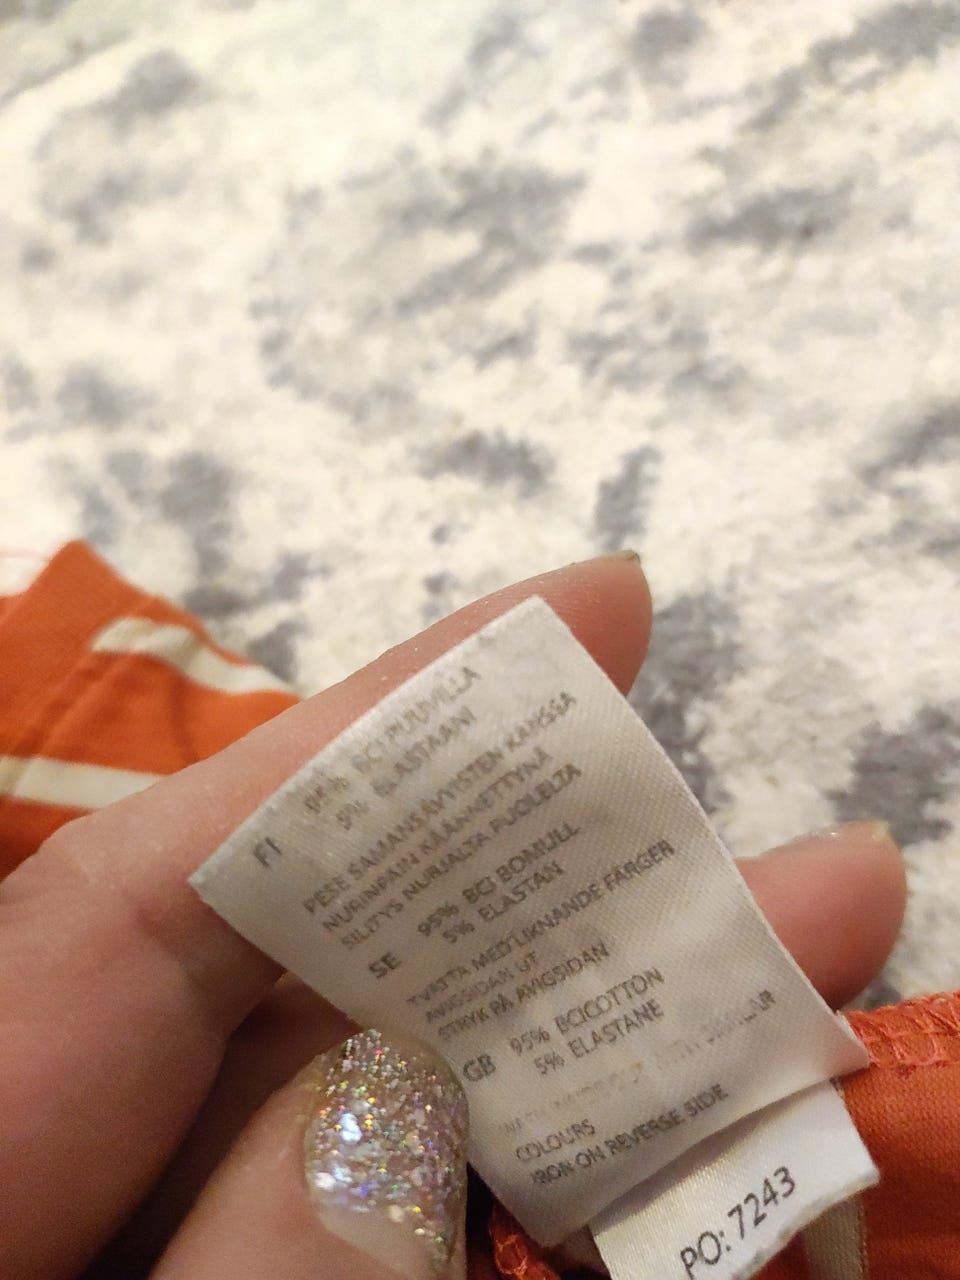 FI
95% BCI PUUVILLA
5% ELASTAANI
PESE SAMANSÄVYISTEN KANSSA
NURINPÄIN KÄÄNNETTYNÄ
SILITYS NURJALTA PUOLELTA
SE
95% BCI BOMULL
5% ELASTAN
TVÄTTA MED LIKNANDE FÄRGER
AVIGSIDAN UT
STRYK PÅ AVIGSIDAN
GB
95% BCICOTTON
5% ELASTANE
COLOURS
IRON ON REVERSE SIDE
PO: 7243